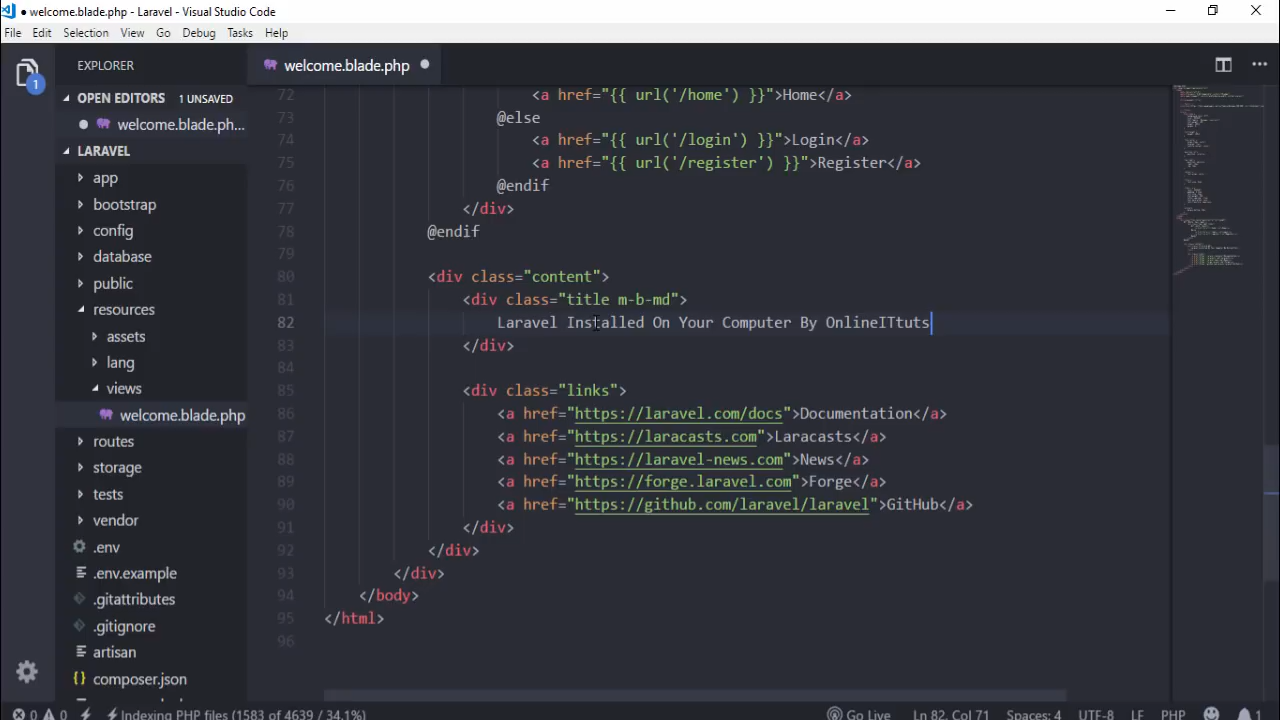 welcome.blade.php - Laravel - Visual Studio Code
File Edit Selection View Go Debug Tasks Help
EXPLORER
welcome.blade.php
OPEN EDITORS 1 UNSAVED
welcome.blade.ph...
LARAVEL
app
bootstrap
config
database
public
resources
assets
lang
views
welcome.blade.php
routes
storage
tests
vendor
.env
.env.example
.gitattributes
.gitignore
artisan
composer.json
1
72 <a href="{{ url('/home') }}">Home</a>
73 @else
74 <a href="{{ url('/login') }}">Login</a>
75 <a href="{{ url('/register') }}">Register</a>
76 @endif
77 </div>
78 @endif
79
80 <div class="content">
81 <div class="title m-b-md">
82 Laravel Installed On Your Computer By OnlineITtuts
83 </div>
84
85 <div class="links">
86 <a href="https://laravel.com/docs">Documentation</a>
87 <a href="https://laracasts.com">Laracasts</a>
88 <a href="https://laravel-news.com">News</a>
89 <a href="https://forge.laravel.com">Forge</a>
90 <a href="https://github.com/laravel/laravel">GitHub</a>
91 </div>
92 </div>
93 </div>
94 </body>
95 </html>
96
0 0 Indexing PHP files (1583 of 4639 / 34.1%) Go Live Ln 82, Col 71 Spaces: 4 UTF-8 LF PHP 1